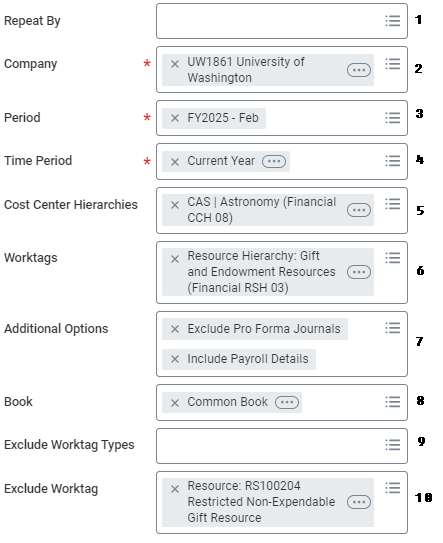 Repeat By 1
Company * × UW1861 University of
Washington ... 2
Period * × FY2025 - Feb 3
Time Period * × Current Year ... 4
Cost Center Hierarchies × CAS | Astronomy (Financial
CCH 08) ... 5
Worktags × Resource Hierarchy: Gift
and Endowment Resources ... 6
(Financial RSH 03)
Additional Options × Exclude Pro Forma Journals
× Include Payroll Details 7
Book × Common Book ... 8
Exclude Worktag Types 9
Exclude Worktag × Resource: RS100204
Restricted Non-Expendable ... 10
Gift Resource